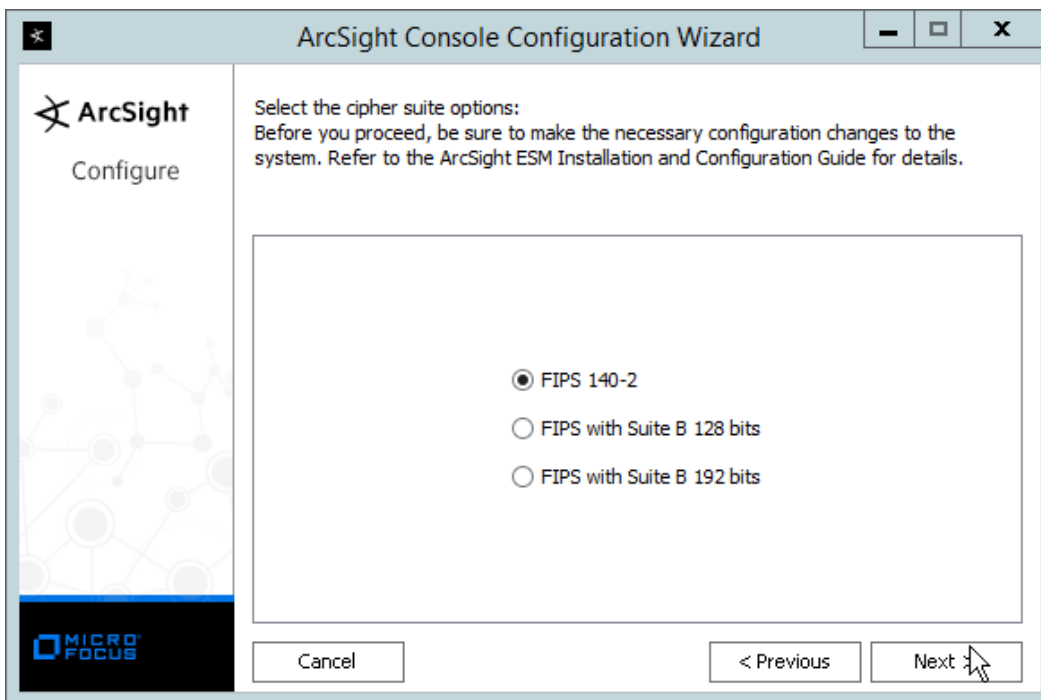 ArcSight Console Configuration Wizard
ArcSight
Configure
Select the cipher suite options:
Before you proceed, be sure to make the necessary configuration changes to the
system. Refer to the ArcSight ESM Installation and Configuration Guide for details.
FIPS 140-2
FIPS with Suite B 128 bits
FIPS with Suite B 192 bits
MICRO
FOCUS
Cancel
< Previous
Next >